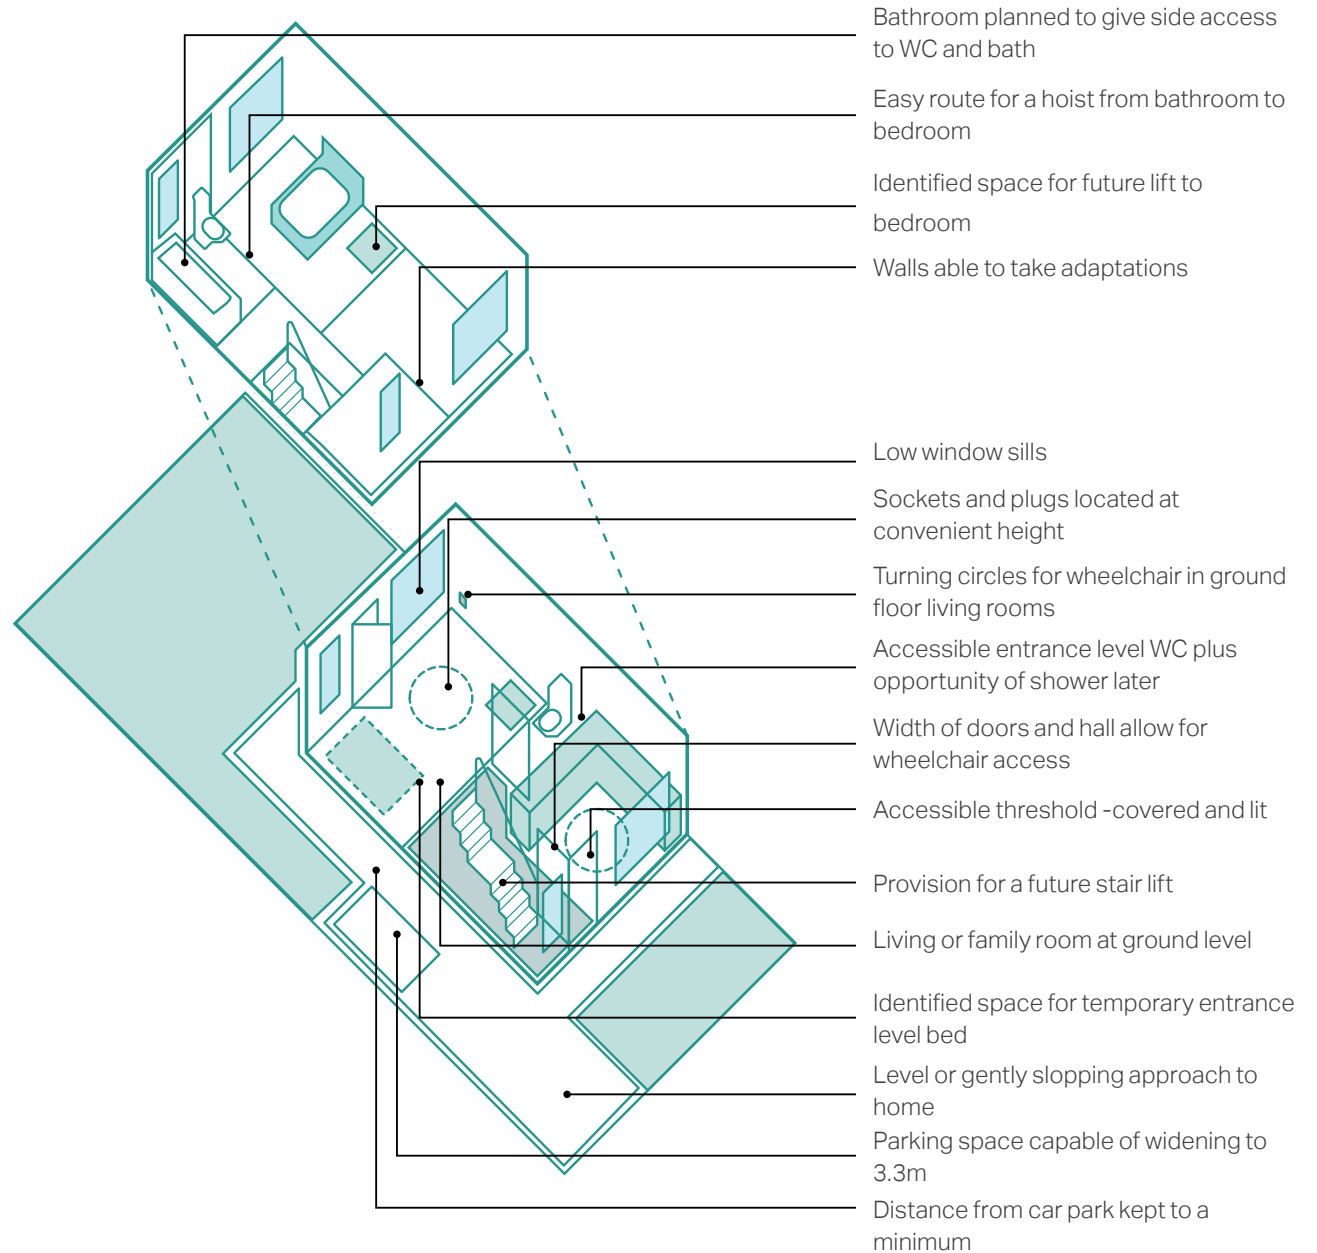 Bathroom planned to give side access
to WC and bath
Easy route for a hoist from bathroom to
bedroom
Identified space for future lift to
bedroom
Walls able to take adaptations
Low window sills
Sockets and plugs located at
convenient height
Turning circles for wheelchair in ground
floor living rooms
Accessible entrance level WC plus
opportunity of shower later
Width of doors and hall allow for
wheelchair access
Accessible threshold -covered and lit
Provision for a future stair lift
Living or family room at ground level
Identified space for temporary entrance
level bed
Level or gently slopping approach to
home
Parking space capable of widening to
3.3m
Distance from car park kept to a
minimum